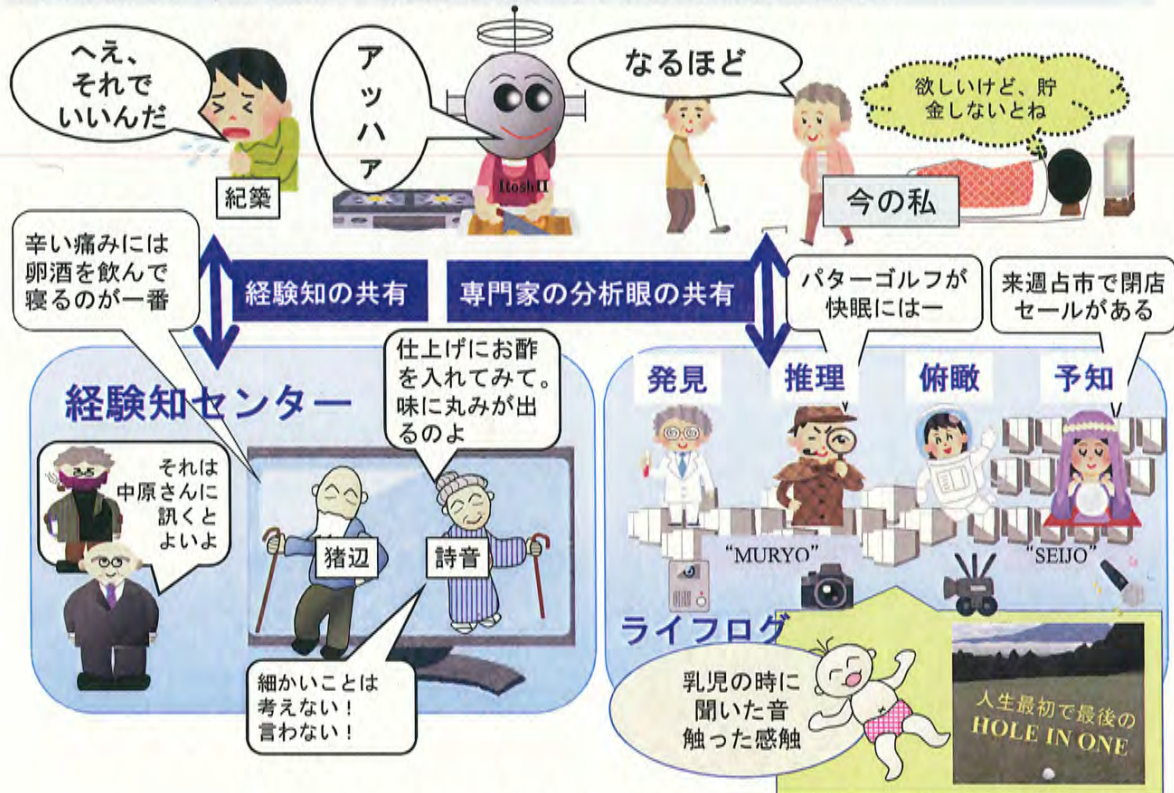 へえ、
それで
いいんだ
アッハァ
なるほど
欲しいけど、貯
金しないとね
紀築
ItoshII
今の私
辛い痛みには
卵酒を飲んで
寝るのが一番
経験知の共有
専門家の分析眼の共有
パターゴルフが
快眠には一
来週占市で閉店
セールがある
経験知センター
仕上げにお酢
を入れてみて。
味に丸みが出
るのよ
それは
中原さんに
訊くと
よいよ
猪辺
詩音
細かいことは
考えない！
言わない！
発見
推理
俯瞰
予知
“MURYO”
“SEIJO”
ライフログ
乳児の時に
聞いた音
触った感触
人生最初で最後の
HOLE IN ONE